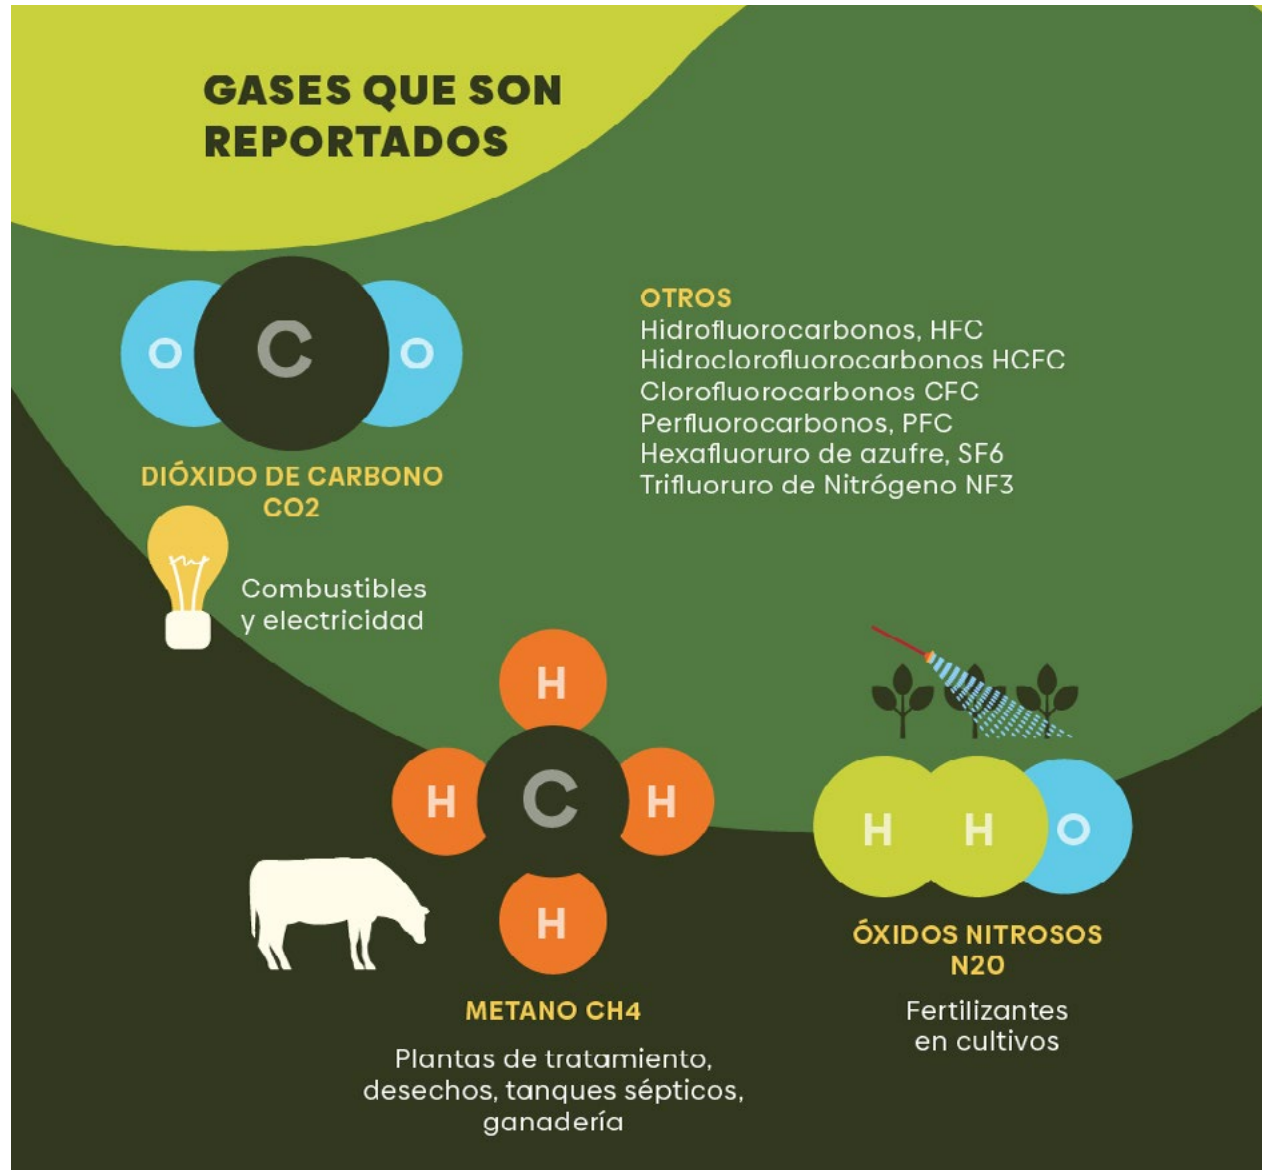 GASES QUE SON
REPORTADOS
O C O
DIÓXIDO DE CARBONO
CO2
Combustibles
y electricidad
OTROS
Hidrofluorocarbonos, HFC
Hidroclorofluorocarbonos HCFC
Clorofluorocarbonos CFC
Perfluorocarbonos, PFC
Hexafluoruro de azufre, SF6
Trifluoruro de Nitrógeno NF3
H
H C H
H
METANO CH4
Plantas de tratamiento,
desechos, tanques sépticos,
ganadería
H H O
ÓXIDOS NITROSOS
N20
Fertilizantes
en cultivos